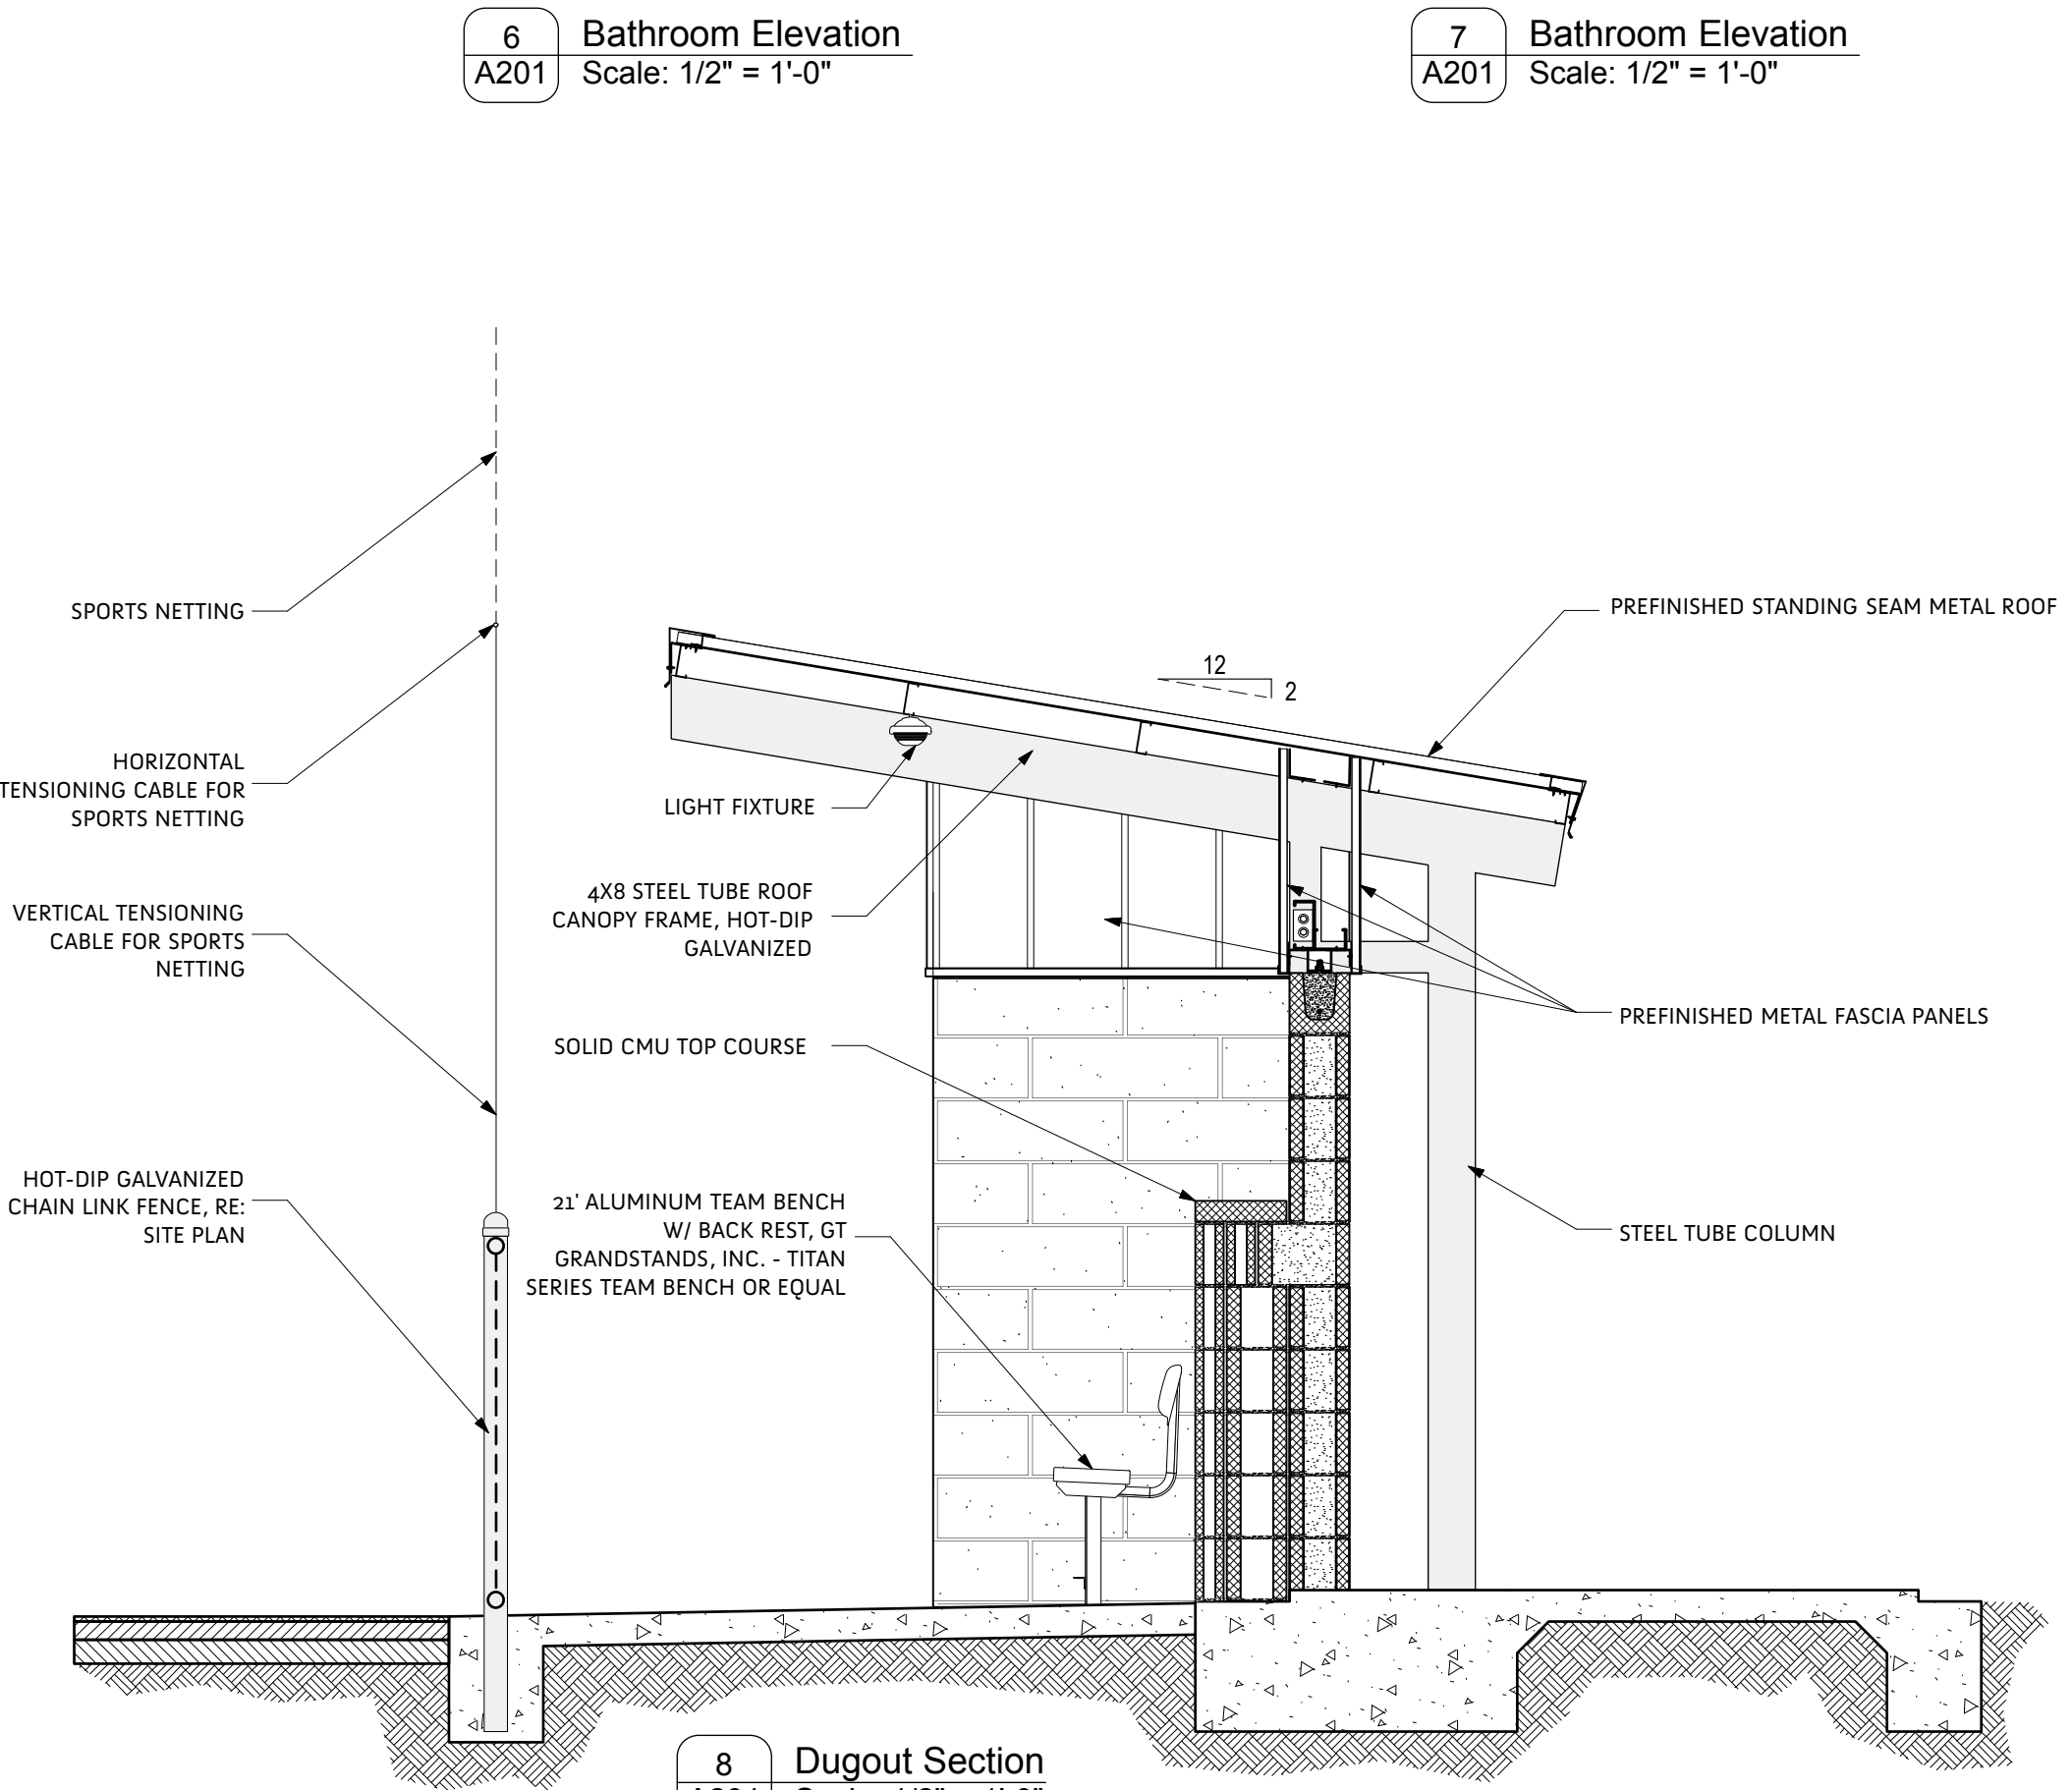 6
Bathroom Elevation
A201
Scale: 1/2" = 1'-0"
7
Bathroom Elevation
A201
Scale: 1/2" = 1'-0"
SPORTS NETTING
HORIZONTAL
TENSIONING CABLE FOR
SPORTS NETTING
VERTICAL TENSIONING
CABLE FOR SPORTS
NETTING
HOT-DIP GALVANIZED
CHAIN LINK FENCE, RE:
SITE PLAN
12
2
LIGHT FIXTURE
4X8 STEEL TUBE ROOF
CANOPY FRAME, HOT-DIP
GALVANIZED
SOLID CMU TOP COURSE
21' ALUMINUM TEAM BENCH
W/ BACK REST, GT
GRANDSTANDS, INC. - TITAN
SERIES TEAM BENCH OR EQUAL
PREFINISHED STANDING SEAM METAL ROOF
PREFINISHED METAL FASCIA PANELS
STEEL TUBE COLUMN
8
Dugout Section